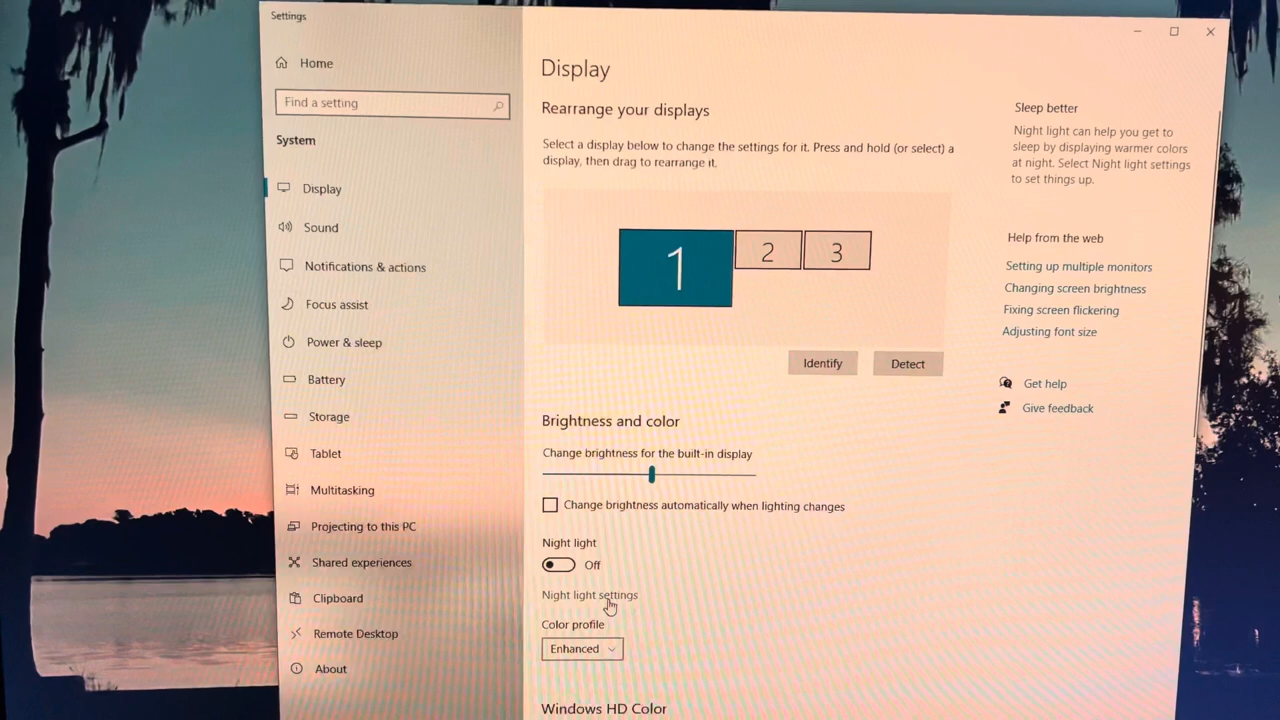 Settings
Home
Find a setting
System
Display
Sound
Notifications & actions
Focus assist
Power & sleep
Battery
Storage
Tablet
Multitasking
Projecting to this PC
Shared experiences
Clipboard
Remote Desktop
About
Display
Rearrange your displays
Select a display below to change the settings for it. Press and hold (or select) a
display, then drag to rearrange it.
1
2
3
Identify
Detect
Brightness and color
Change brightness for the built-in display
Change brightness automatically when lighting changes
Night light
Off
Night light settings
Color profile
Enhanced
Windows HD Color
Sleep better
Night light can help you get to
sleep by displaying warmer colors
at night. Select Night light settings
to set things up.
Help from the web
Setting up multiple monitors
Changing screen brightness
Fixing screen flickering
Adjusting font size
Get help
Give feedback